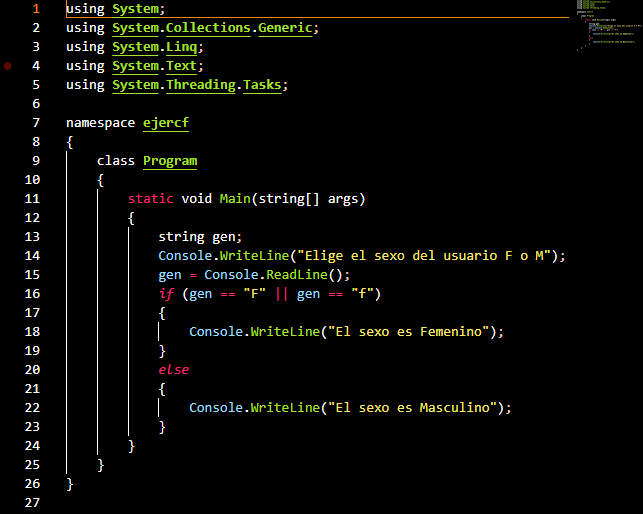 1 using System;
2 using System.Collections.Generic;
3 using System.Linq;
4 using System.Text;
5 using System.Threading.Tasks;
6
7 namespace ejercf
8 {
9 class Program
10 {
11 static void Main(string[] args)
12 {
13 string gen;
14 Console.WriteLine("Elige el sexo del usuario F o M");
15 gen = Console.ReadLine();
16 if (gen == "F" || gen == "f")
17 {
18 Console.WriteLine("El sexo es Femenino");
19 }
20 else
21 {
22 Console.WriteLine("El sexo es Masculino");
23 }
24 }
25 }
26 }
27